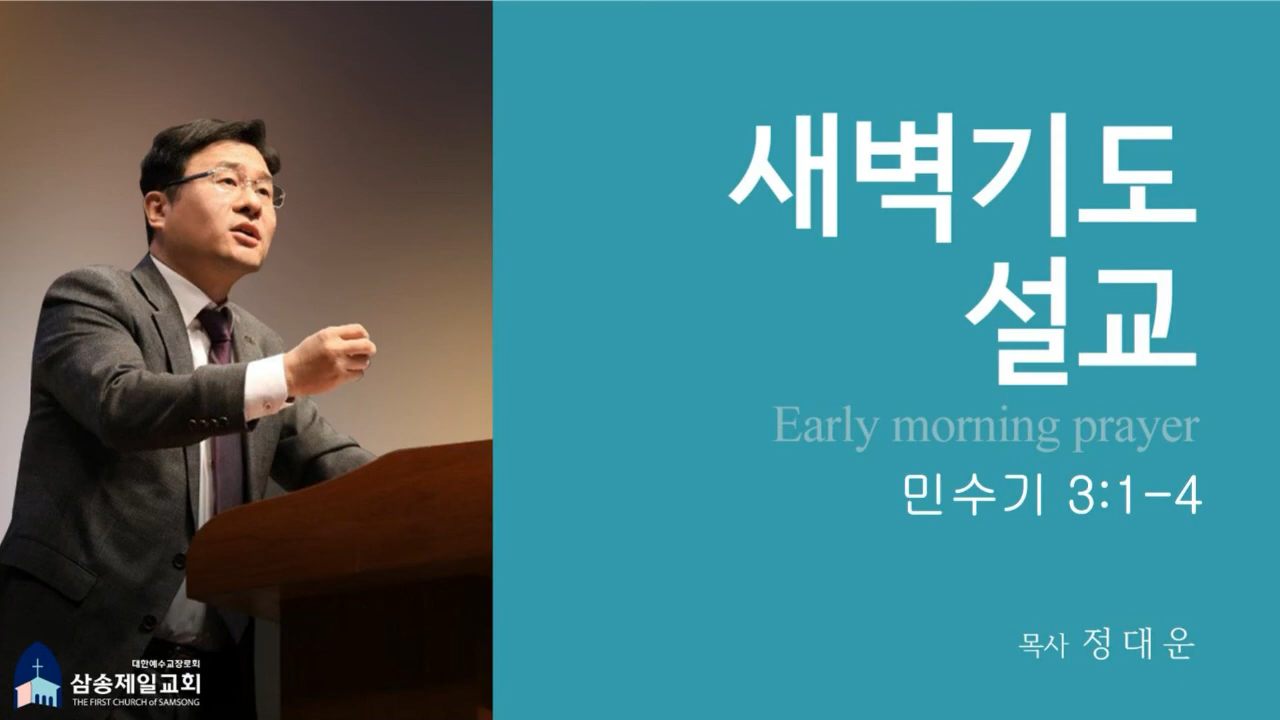 새벽기도
설교
Early morning prayer
민수기 3:1-4
목사 정대운
대한예수교장로회
삼송제일교회
THE FIRST CHURCH of SAMSONG